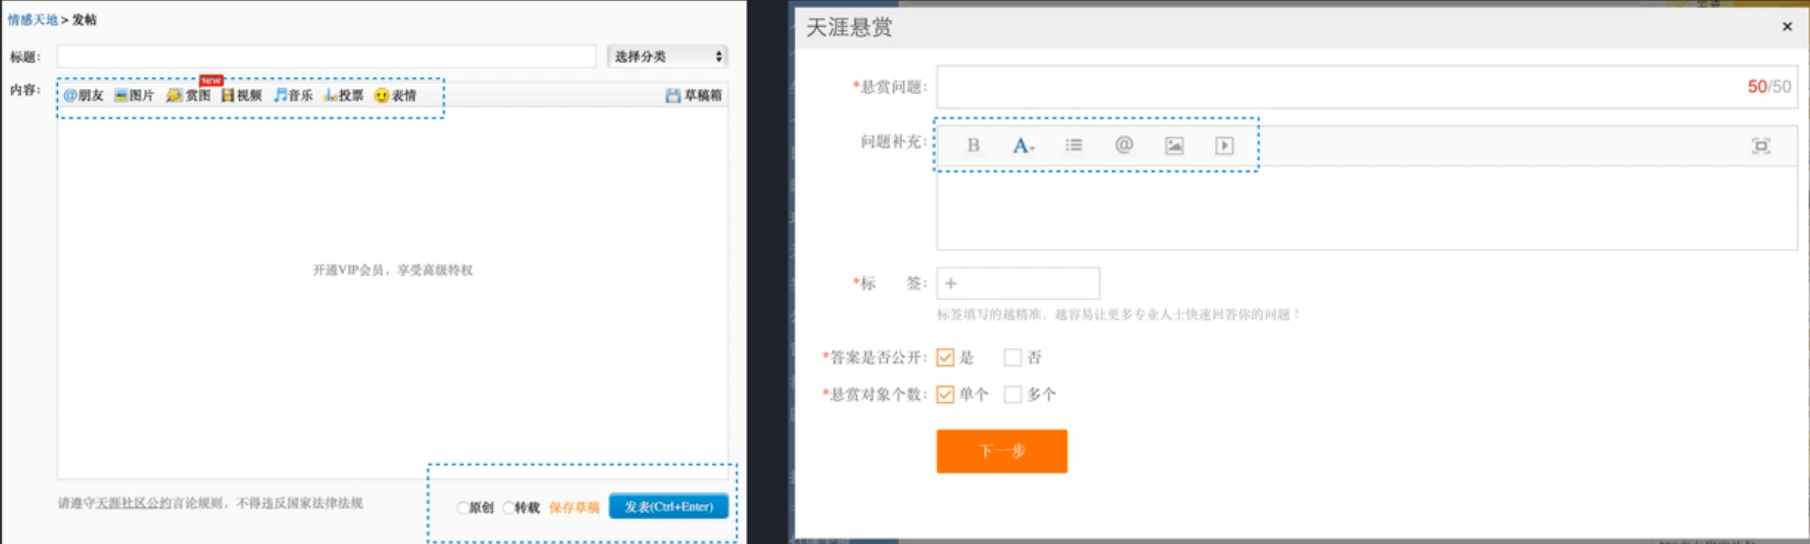 情感天地 > 发帖
标题:
选择分类
内容:
NEW
@朋友 图片 赏图 视频 音乐 投票 表情
草稿箱
开通VIP会员，享受高级特权
请遵守天涯社区公约言论规则，不得违反国家法律法规
原创 转载 保存草稿 发表(Ctrl+Enter)
天涯悬赏 ×
*悬赏问题: 50/50
问题补充: B A @
*标 签: +
标签填写的越精准，越容易让更多专业人士快速回答你的问题！
*答案是否公开: 是 否
*悬赏对象个数: 单个 多个
下一步